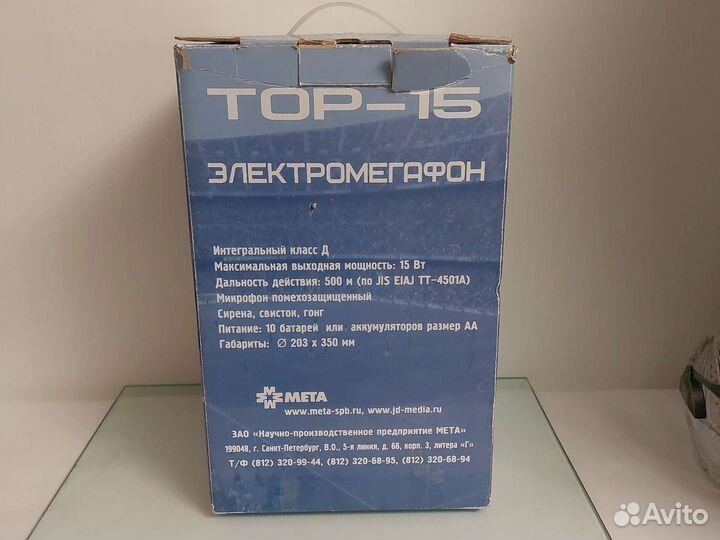 ТОР-15
ЭЛЕКТРОМЕГАФОН
Интегральный класс Д
Максимальная выходная мощность: 15 Вт
Дальность действия: 500 м (по JIS EIAJ TT-4501A)
Микрофон помехозащищенный
Сирена, свисток, гонг
Питание: 10 батарей или аккумуляторов размер АА
Габариты: Ø 203 x 350 мм
МЕТА
www.meta-spb.ru, www.jd-media.ru
ЗАО «Научно-производственное предприятие МЕТА»
199048, г. Санкт-Петербург, В.О., 5-я линия, д. 68, корп. 3, литера «Г»
Т/Ф (812) 320-99-44, (812) 320-68-95, (812) 320-68-94
Avito